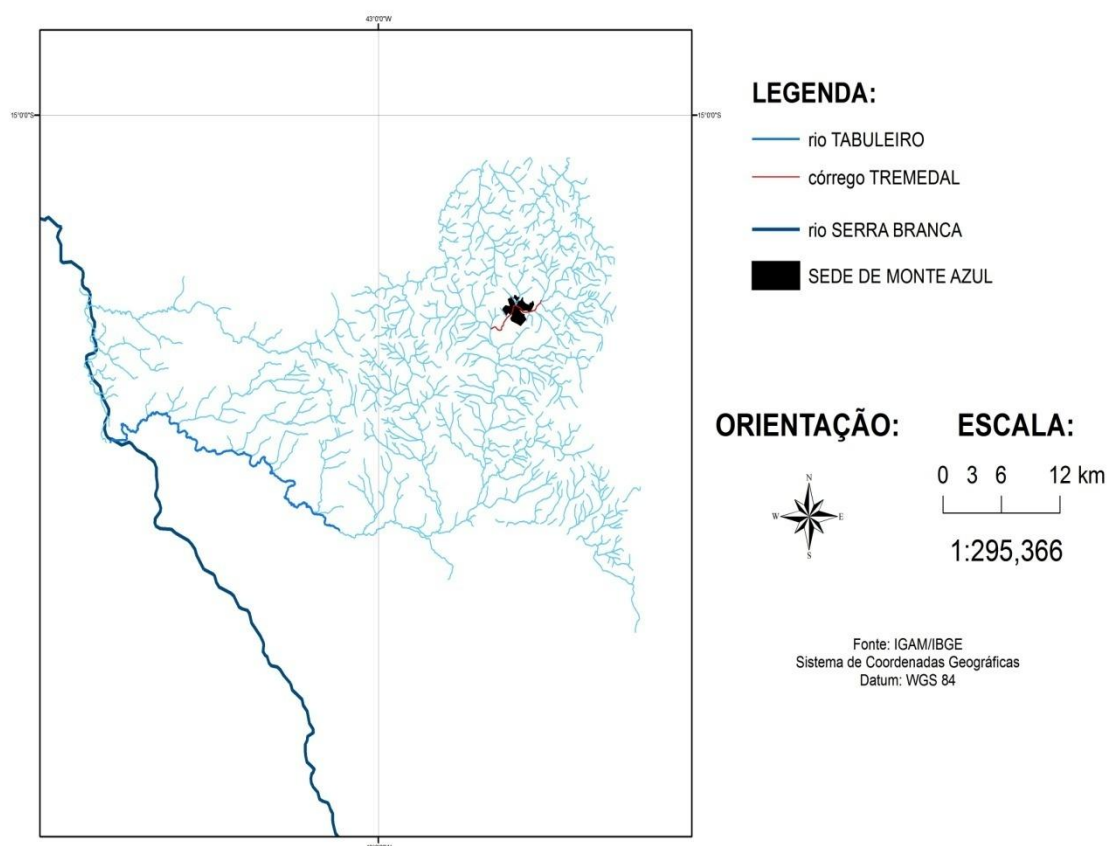 43°0'0"W
15°0'0"S
15°0'0"S
LEGENDA:
rio TABULEIRO
córrego TREMEDAL
rio SERRA BRANCA
SEDE DE MONTE AZUL
ORIENTAÇÃO:
ESCALA:
N
W
E
S
0 3 6 12 km
1:295,366
Fonte: IGAM/IBGE
Sistema de Coordenadas Geográficas
Datum: WGS 84